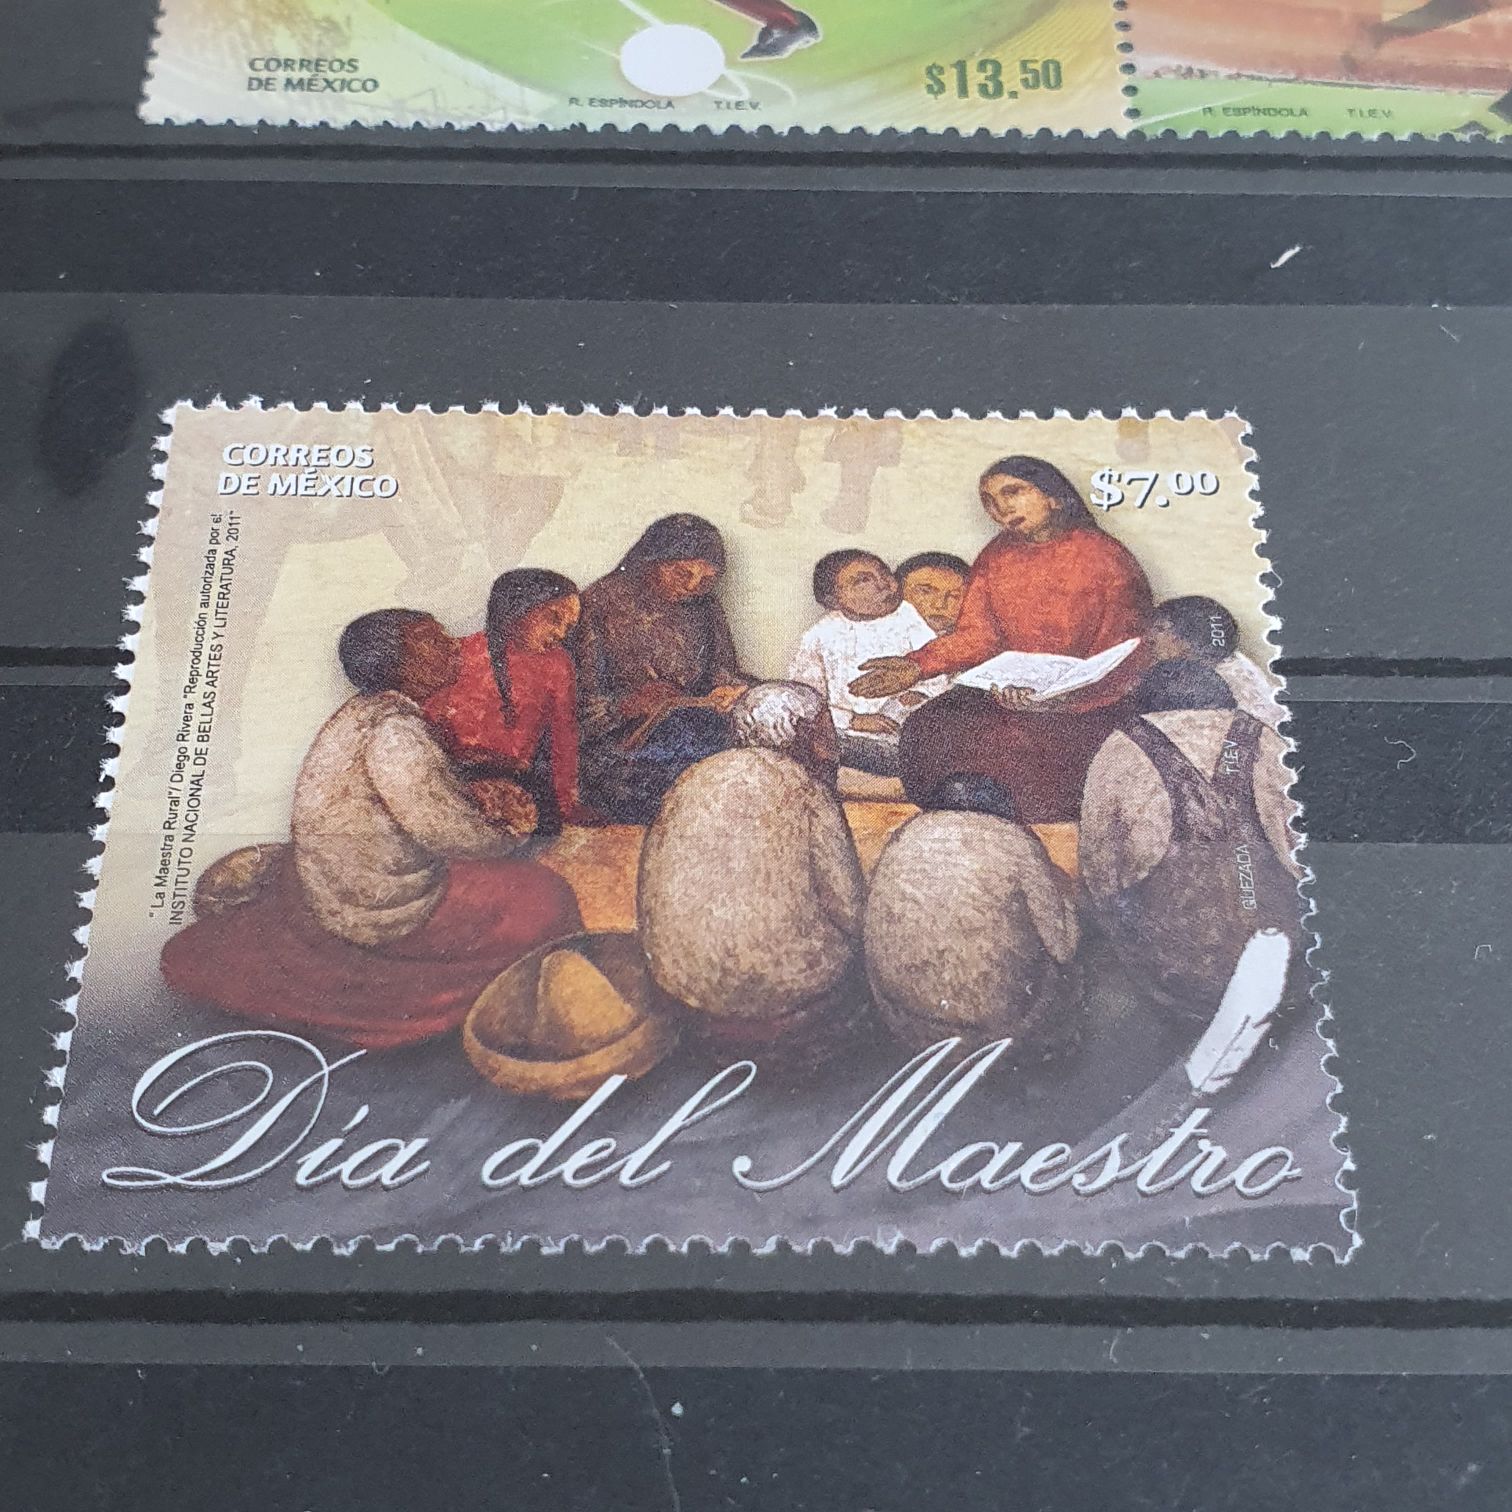 CORREOS
DE MÉXICO
R. ESPÍNDOLA T.I.E.V.
$13.50
R. ESPÍNDOLA T.I.E.V.
CORREOS
DE MÉXICO
$7.00
"La Maestra Rural"/ Diego Rivera "Reproducción autorizada por el
INSTITUTO NACIONAL DE BELLAS ARTES Y LITERATURA, 2011"
QUEZADA TIEV 2011
Día del Maestro